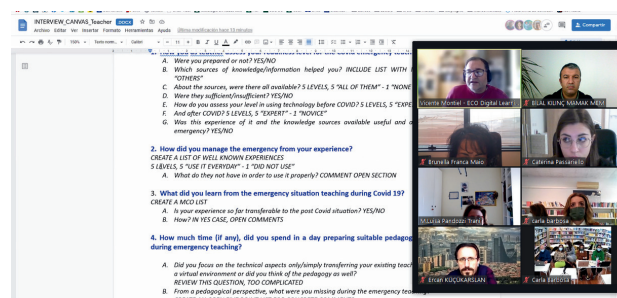 INTERVIEW_CANVAS_Teacher .DOCX
Archivo Editar Ver Insertar Formato Herramientas Ayuda Última modificación hace 13 minutos
Compartir
150% Texto norm... Calibri 11
A. Were you prepared or not? YES/NO
B. Which sources of knowledge/information helped you? INCLUDE LIST WITH
"OTHERS"
C. About the sources, were there all available? 5 LEVELS, 5 "ALL OF THEM" - 1 "NONE
D. Were they sufficient/insufficient? YES/NO
E. How do you assess your level in using technology before COVID? 5 LEVELS, 5 "EXPE
F. And after COVID? 5 LEVELS, 5 "EXPERT" - 1 "NOVICE"
G. Was this experience of it and the knowledge sources available useful and a
emergency? YES/NO
2. How did you manage the emergency from your experience?
CREATE A LIST OF WELL KNOWN EXPERIENCES
5 LEVELS, 5 "USE IT EVERYDAY" - 1 "DID NOT USE"
A. What do they not have in order to use it properly? COMMENT OPEN SECTION
3. What did you learn from the emergency situation teaching during Covid 19?
CREATE A MCO LIST
A. Is your experience so far transferable to the post Covid situation? YES/NO
B. How? IN YES CASE, OPEN COMMENTS
4. How much time (if any), did you spend in a day preparing suitable pedagog
during emergency teaching?
A. Did you focus on the technical aspects only/simply transferring your existing teach
a virtual environment or did you think of the pedagogy as well?
REVIEW THIS QUESTION, TOO COMPLICATED
B. From a pedagogical perspective, what were you missing during the emergency
Vicente Montiel - ECO Digital Learn
BİLAL KILINÇ MAMAK MEM
Brunella Franca Maio
Caterina Passariello
M.Luisa Pandozzi Trani
carla barbosa
Ercan KÜÇÜKARSLAN
Carla Barbosa